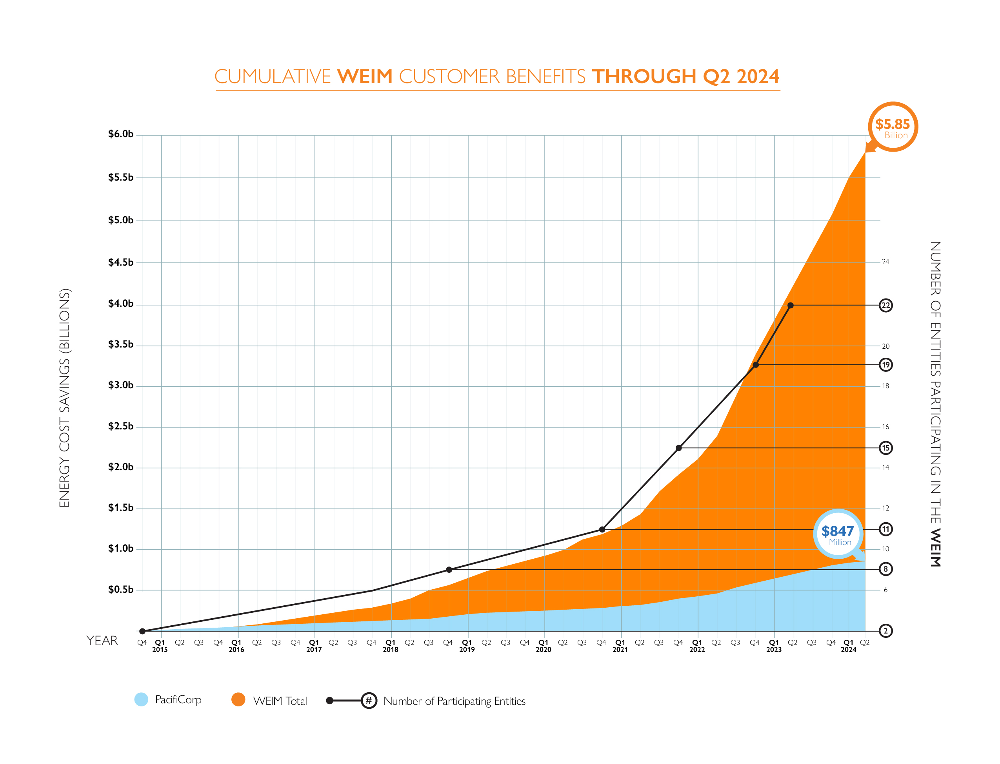 CUMULATIVE WEIM CUSTOMER BENEFITS THROUGH Q2 2024
$5.85
Billion
$6.0b
$5.5b
$5.0b
$4.5b
$4.0b
$3.5b
$3.0b
$2.5b
$2.0b
$1.5b
$1.0b
$0.5b
ENERGY COST SAVINGS (BILLIONS)
24
22
20
19
18
16
15
14
12
11
10
8
6
2
NUMBER OF ENTITIES PARTICIPATING IN THE WEIM
$847
Million
YEAR
Q4 Q1 Q2 Q3 Q4 Q1 Q2 Q3 Q4 Q1 Q2 Q3 Q4 Q1 Q2 Q3 Q4 Q1 Q2 Q3 Q4 Q1 Q2 Q3 Q4 Q1 Q2 Q3 Q4 Q1 Q2 Q3 Q4 Q1 Q2 Q3 Q4 Q1 Q2
2015 2016 2017 2018 2019 2020 2021 2022 2023 2024
PacifiCorp WEIM Total # Number of Participating Entities